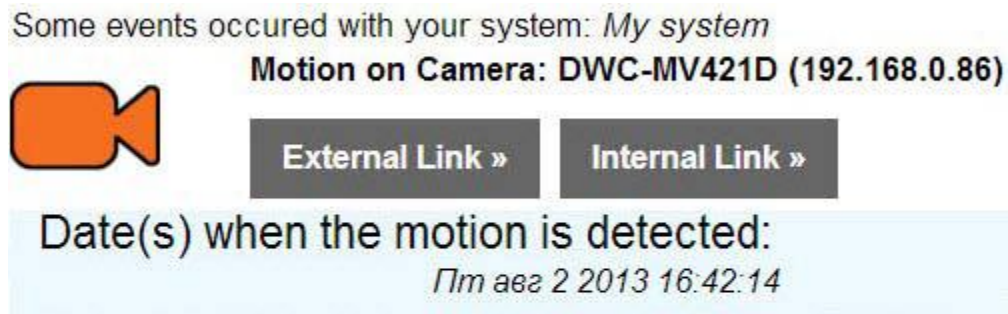 Some events occured with your system: My system
Motion on Camera: DWC-MV421D (192.168.0.86)
External Link » Internal Link »
Date(s) when the motion is detected:
Пт авг 2 2013 16:42:14